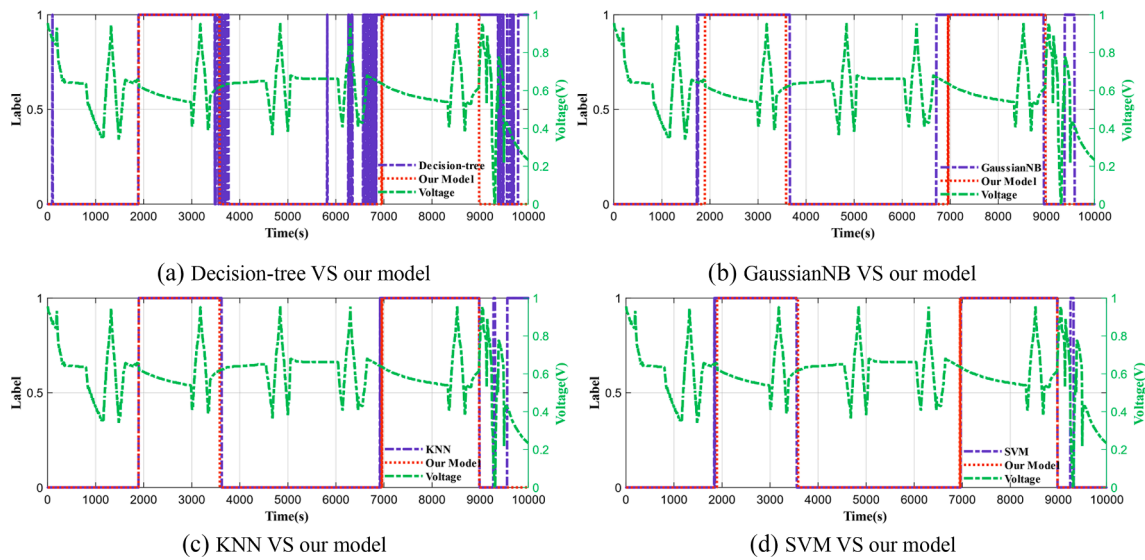 1
0.5
0
Label
0 1000 2000 3000 4000 5000 6000 7000 8000 9000 10000
Time(s)
1
0.8
0.6
0.4
0.2
0
Voltage(V)
Decision-tree
Our Model
Voltage
(a) Decision-tree VS our model
1
0.5
0
Label
0 1000 2000 3000 4000 5000 6000 7000 8000 9000 10000
Time(s)
1
0.8
0.6
0.4
0.2
0
Voltage(V)
GaussianNB
Our Model
Voltage
(b) GaussianNB VS our model
1
0.5
0
Label
0 1000 2000 3000 4000 5000 6000 7000 8000 9000 10000
Time(s)
1
0.8
0.6
0.4
0.2
0
Voltage(V)
KNN
Our Model
Voltage
(c) KNN VS our model
1
0.5
0
Label
0 1000 2000 3000 4000 5000 6000 7000 8000 9000 10000
Time(s)
1
0.8
0.6
0.4
0.2
0
Voltage(V)
SVM
Our Model
Voltage
(d) SVM VS our model